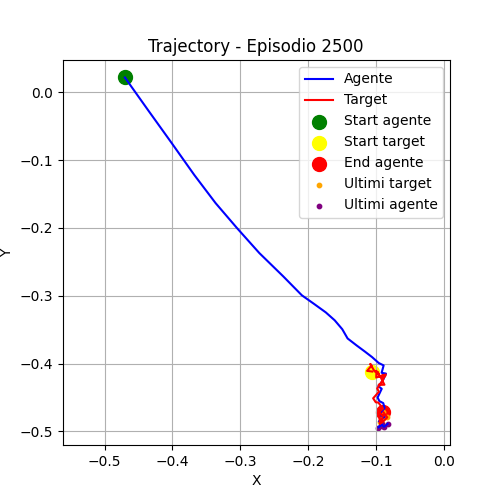 Trajectory - Episodio 2500
Agente
Target
Start agente
Start target
End agente
Ultimi target
Ultimi agente
0.0
−0.1
−0.2
−0.3
−0.4
−0.5
Y
−0.5 −0.4 −0.3 −0.2 −0.1 0.0
X